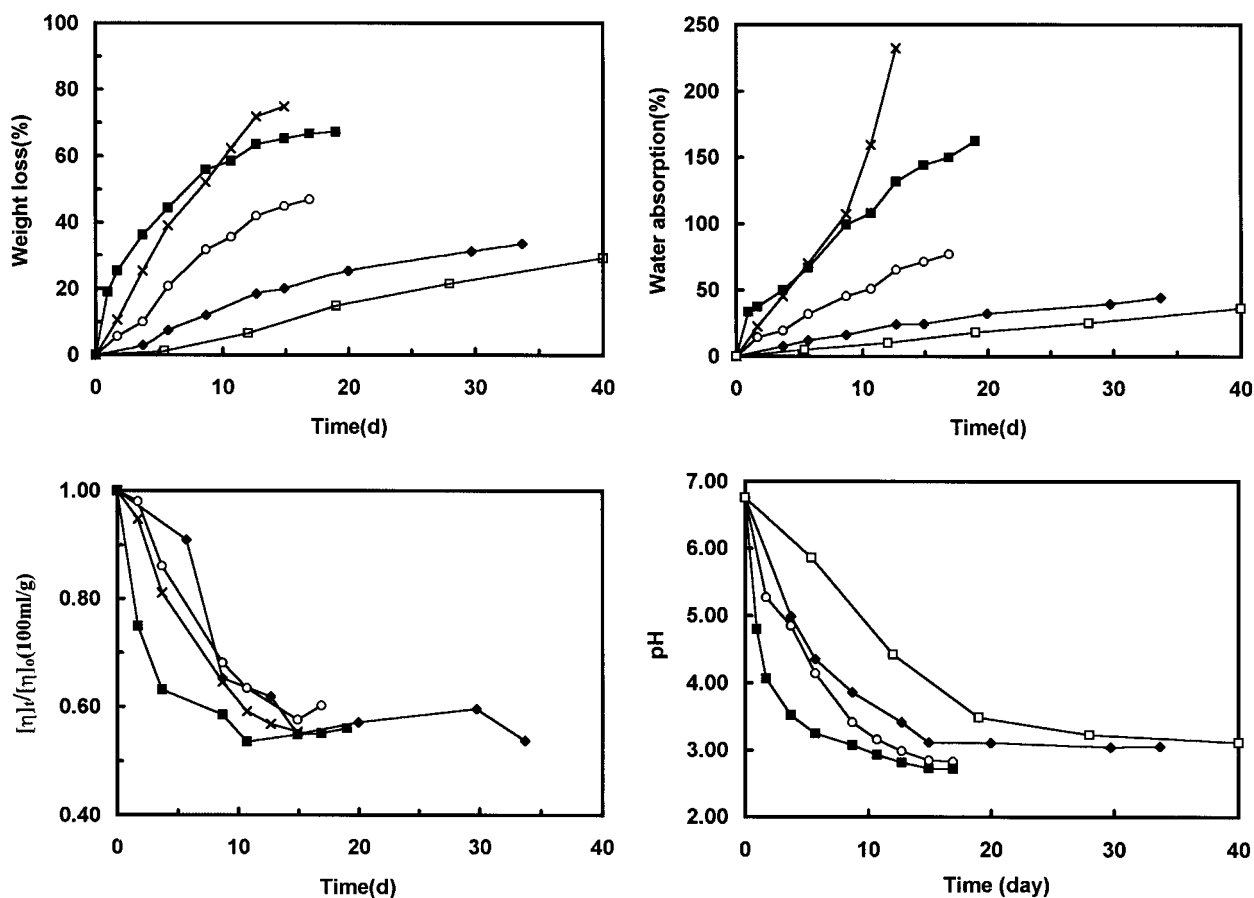 100
80
60
40
20
0
Weight loss(%)
0 10 20 30 40
Time(d)
250
200
150
100
50
0
Water absorption(%)
0 10 20 30 40
Time(d)
1.00
0.80
0.60
0.40
[η]t/[η]0(100ml/g)
0 10 20 30 40
Time(d)
7.00
6.00
5.00
4.00
3.00
2.00
pH
0 10 20 30 40
Time (day)